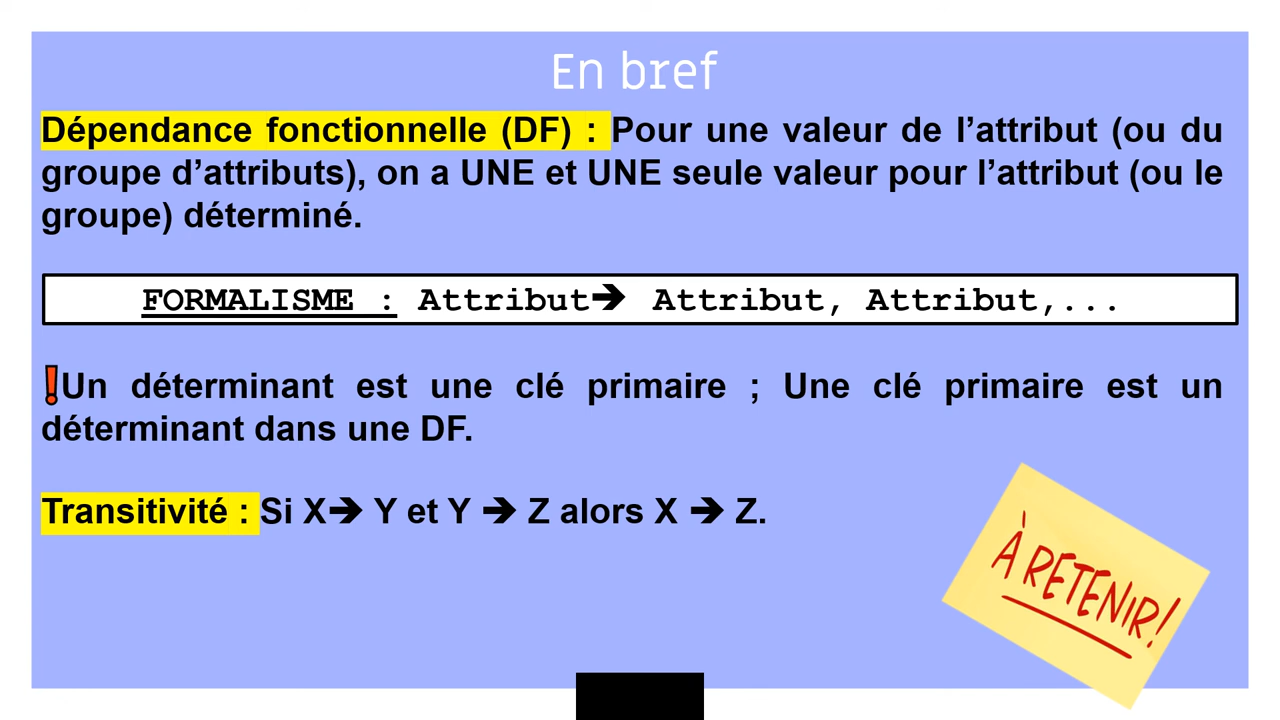 En bref
Dépendance fonctionnelle (DF) : Pour une valeur de l’attribut (ou du
groupe d’attributs), on a UNE et UNE seule valeur pour l’attribut (ou le
groupe) déterminé.
FORMALISME : Attribut➔ Attribut, Attribut,...
❗Un déterminant est une clé primaire ; Une clé primaire est un
déterminant dans une DF.
Transitivité : Si X➔ Y et Y ➔ Z alors X ➔ Z.
À RETENIR!